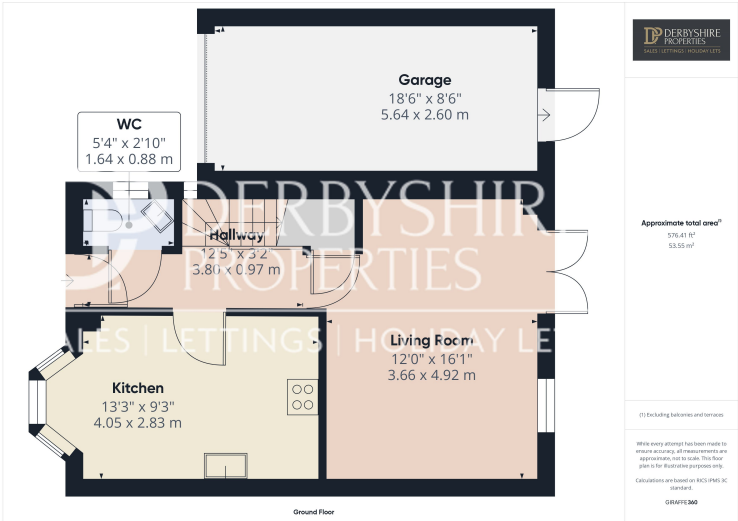 Garage
18'6" x 8'6"
5.64 x 2.60 m
WC
5'4" x 2'10"
1.64 x 0.88 m
DERBYSHIR
PROPERTIES
ALES | LETTINGS | HOLIDAY LE
Hallway
12'5" x 3'2"
3.80 x 0.97 m
Living Room
12'0" x 16'1"
3.66 x 4.92 m
Kitchen
13'3" x 9'3"
4.05 x 2.83 m
Ground Floor
DERBYSHIRE
PROPERTIES
SALES | LETTINGS | HOLIDAY LETS
Approximate total area⁽¹⁾
576.41 ft²
53.55 m²
(1) Excluding balconies and terraces
While every attempt has been made to
ensure accuracy, all measurements are
approximate, not to scale. This floor
plan is for illustrative purposes only.
Calculations are based on RICS IPMS 3C
standard.
GIRAFFE360